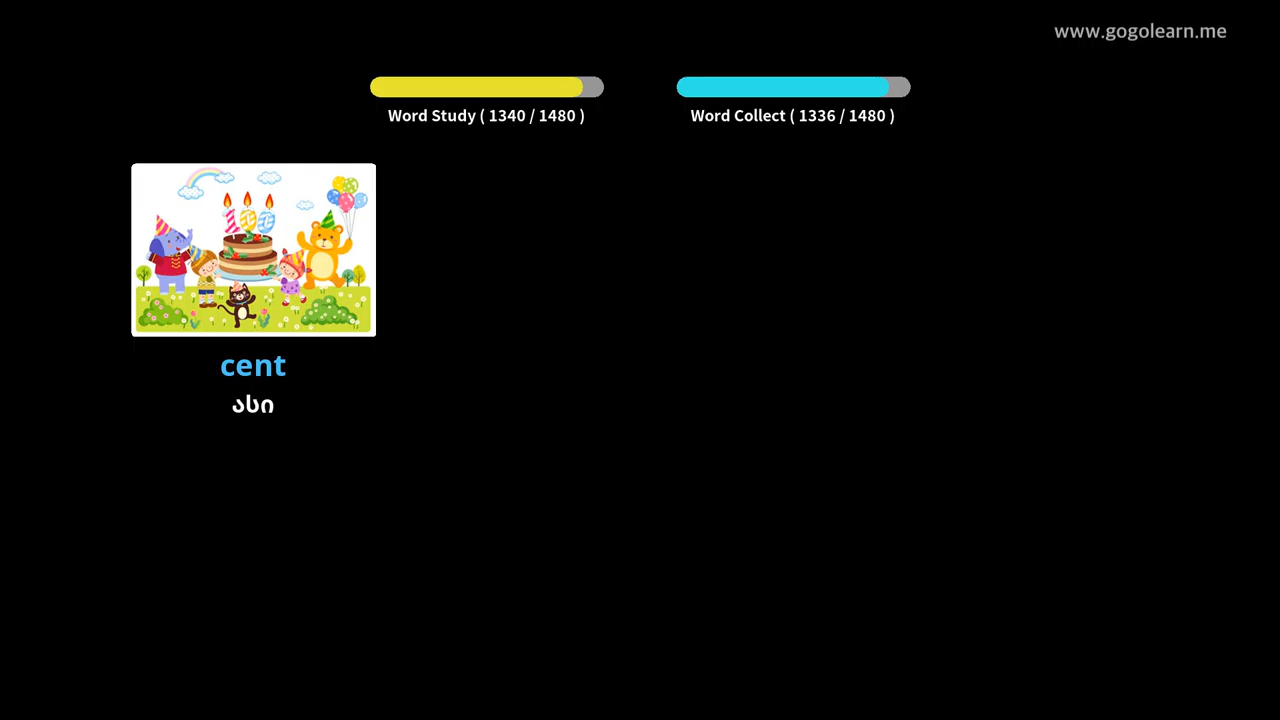 www.gogolearn.me
Word Study ( 1340 / 1480 )
Word Collect ( 1336 / 1480 )
100
cent
ასი